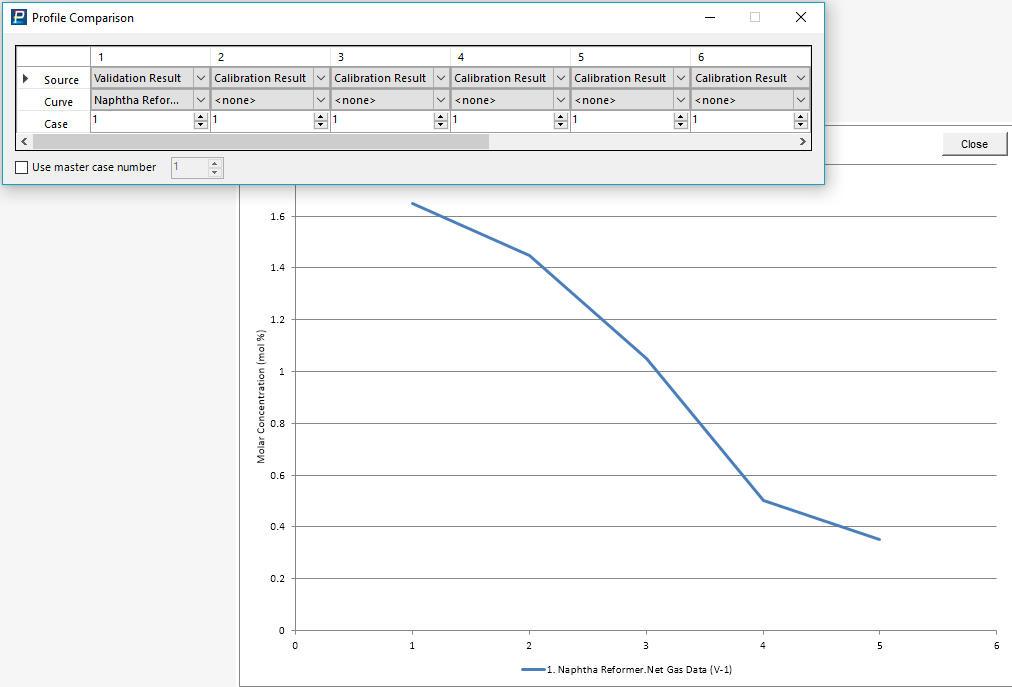 Profile Comparison
1 2 3 4 5 6
Source Validation Result Calibration Result Calibration Result Calibration Result Calibration Result Calibration Result
Curve Naphtha Refor... <none> <none> <none> <none> <none>
Case 1 1 1 1 1 1
Use master case number 1
Close
1.6
1.4
1.2
1
0.8
0.6
0.4
0.2
0
Molar Concentration (mol %)
0 1 2 3 4 5 6
1. Naphtha Reformer.Net Gas Data (V-1)